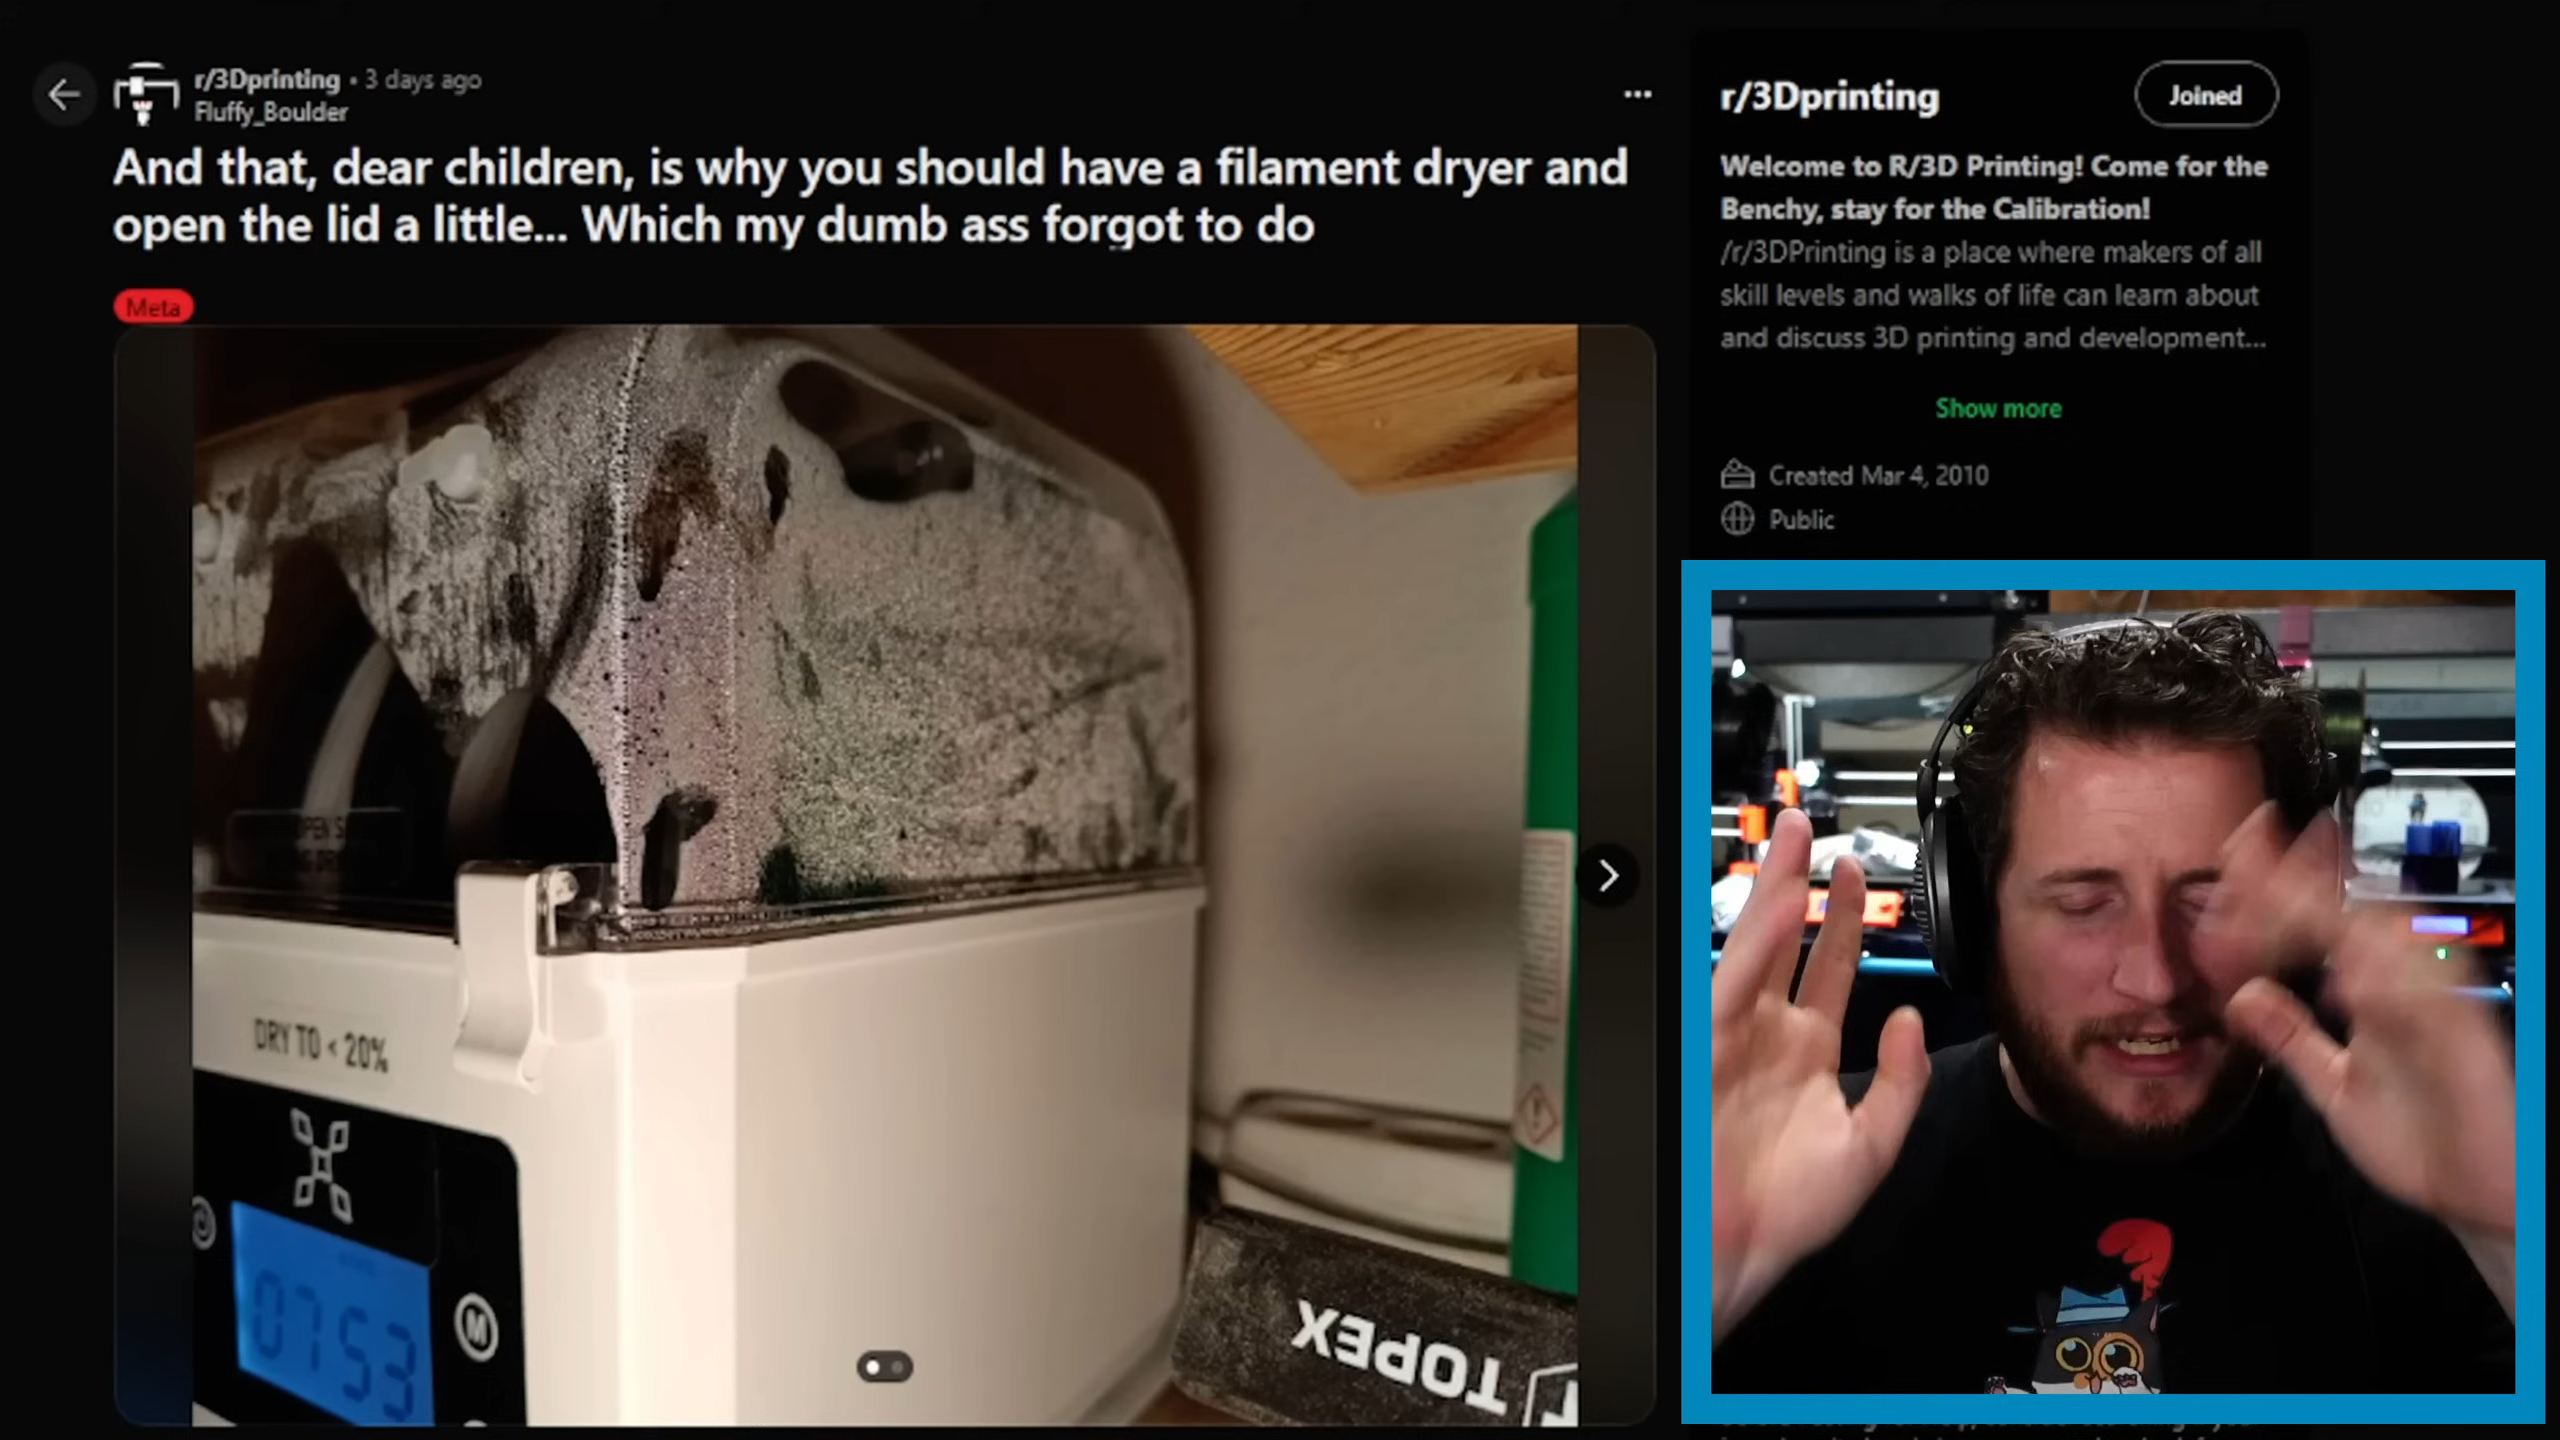 r/3Dprinting • 3 days ago
Fluffy_Boulder
And that, dear children, is why you should have a filament dryer and
open the lid a little... Which my dumb ass forgot to do
Meta
DRY TO < 20%
0753
M
TOPEX
r/3Dprinting
Joined
Welcome to R/3D Printing! Come for the
Benchy, stay for the Calibration!
/r/3DPrinting is a place where makers of all
skill levels and walks of life can learn about
and discuss 3D printing and development...
Show more
Created Mar 4, 2010
Public